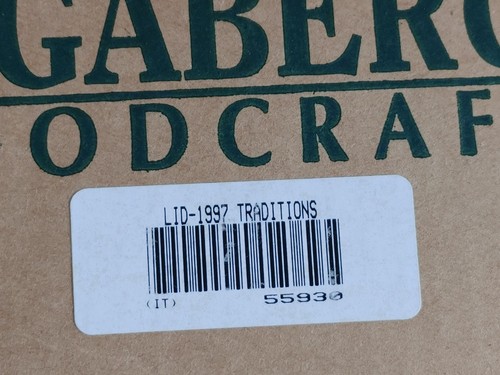 GABERG
ODCRAF
LID-1997 TRADITIONS
(IT) 55930